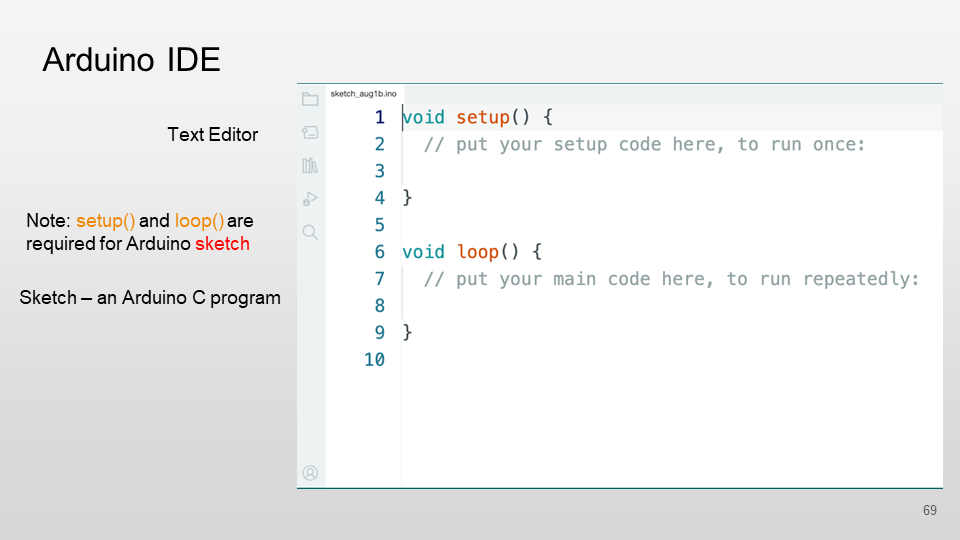 Arduino IDE
Text Editor
Note: setup() and loop() are
required for Arduino sketch
Sketch – an Arduino C program
sketch_aug1b.ino
1 void setup() {
2 // put your setup code here, to run once:
3
4 }
5
6 void loop() {
7 // put your main code here, to run repeatedly:
8
9 }
10
69